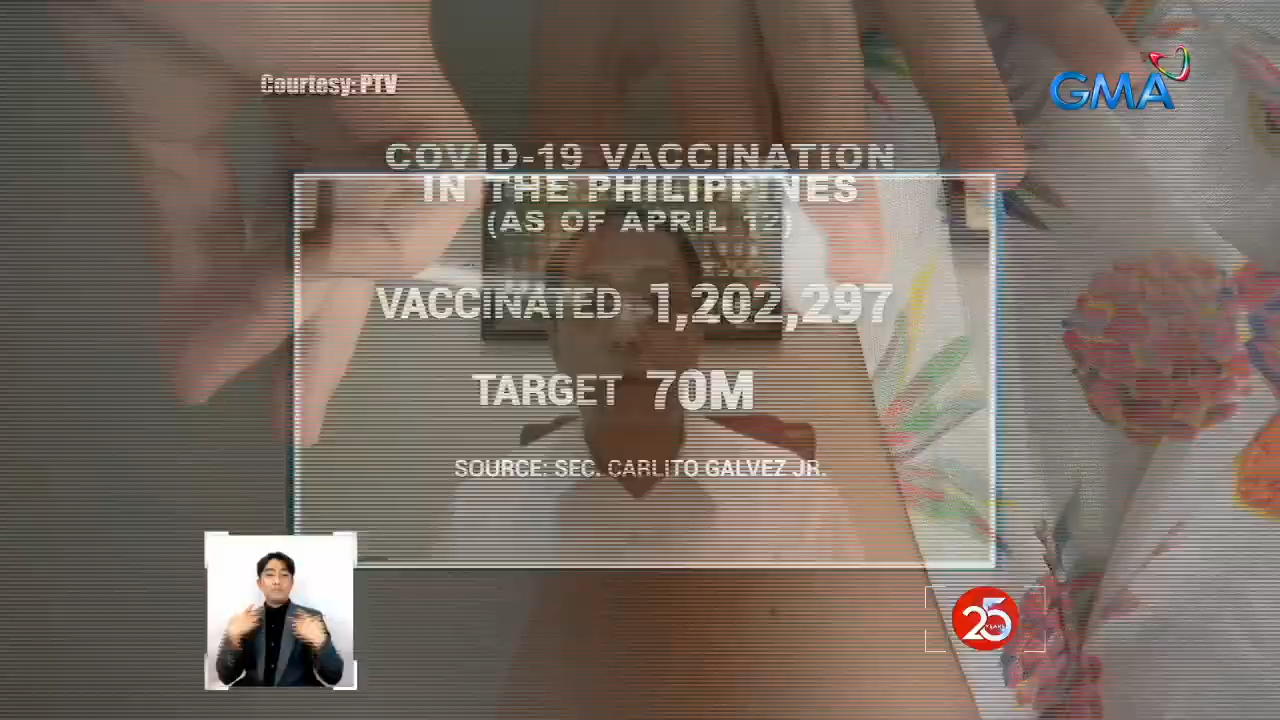 Courtesy: PTV
GMA
COVID-19 VACCINATION
IN THE PHILIPPINES
(AS OF APRIL 12)
VACCINATED 1,202,297
TARGET 70M
SOURCE: SEC. CARLITO GALVEZ JR.
25
YEARS